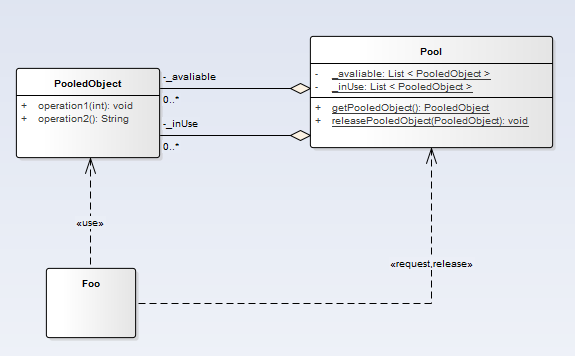 Pool
- _avaliable: List < PooledObject >
- _inUse: List < PooledObject >
+ getPooledObject(): PooledObject
+ releasePooledObject(PooledObject): void
PooledObject
+ operation1(int): void
+ operation2(): String
-_avaliable
0..*
-_inUse
0..*
«use»
«request,release»
Foo